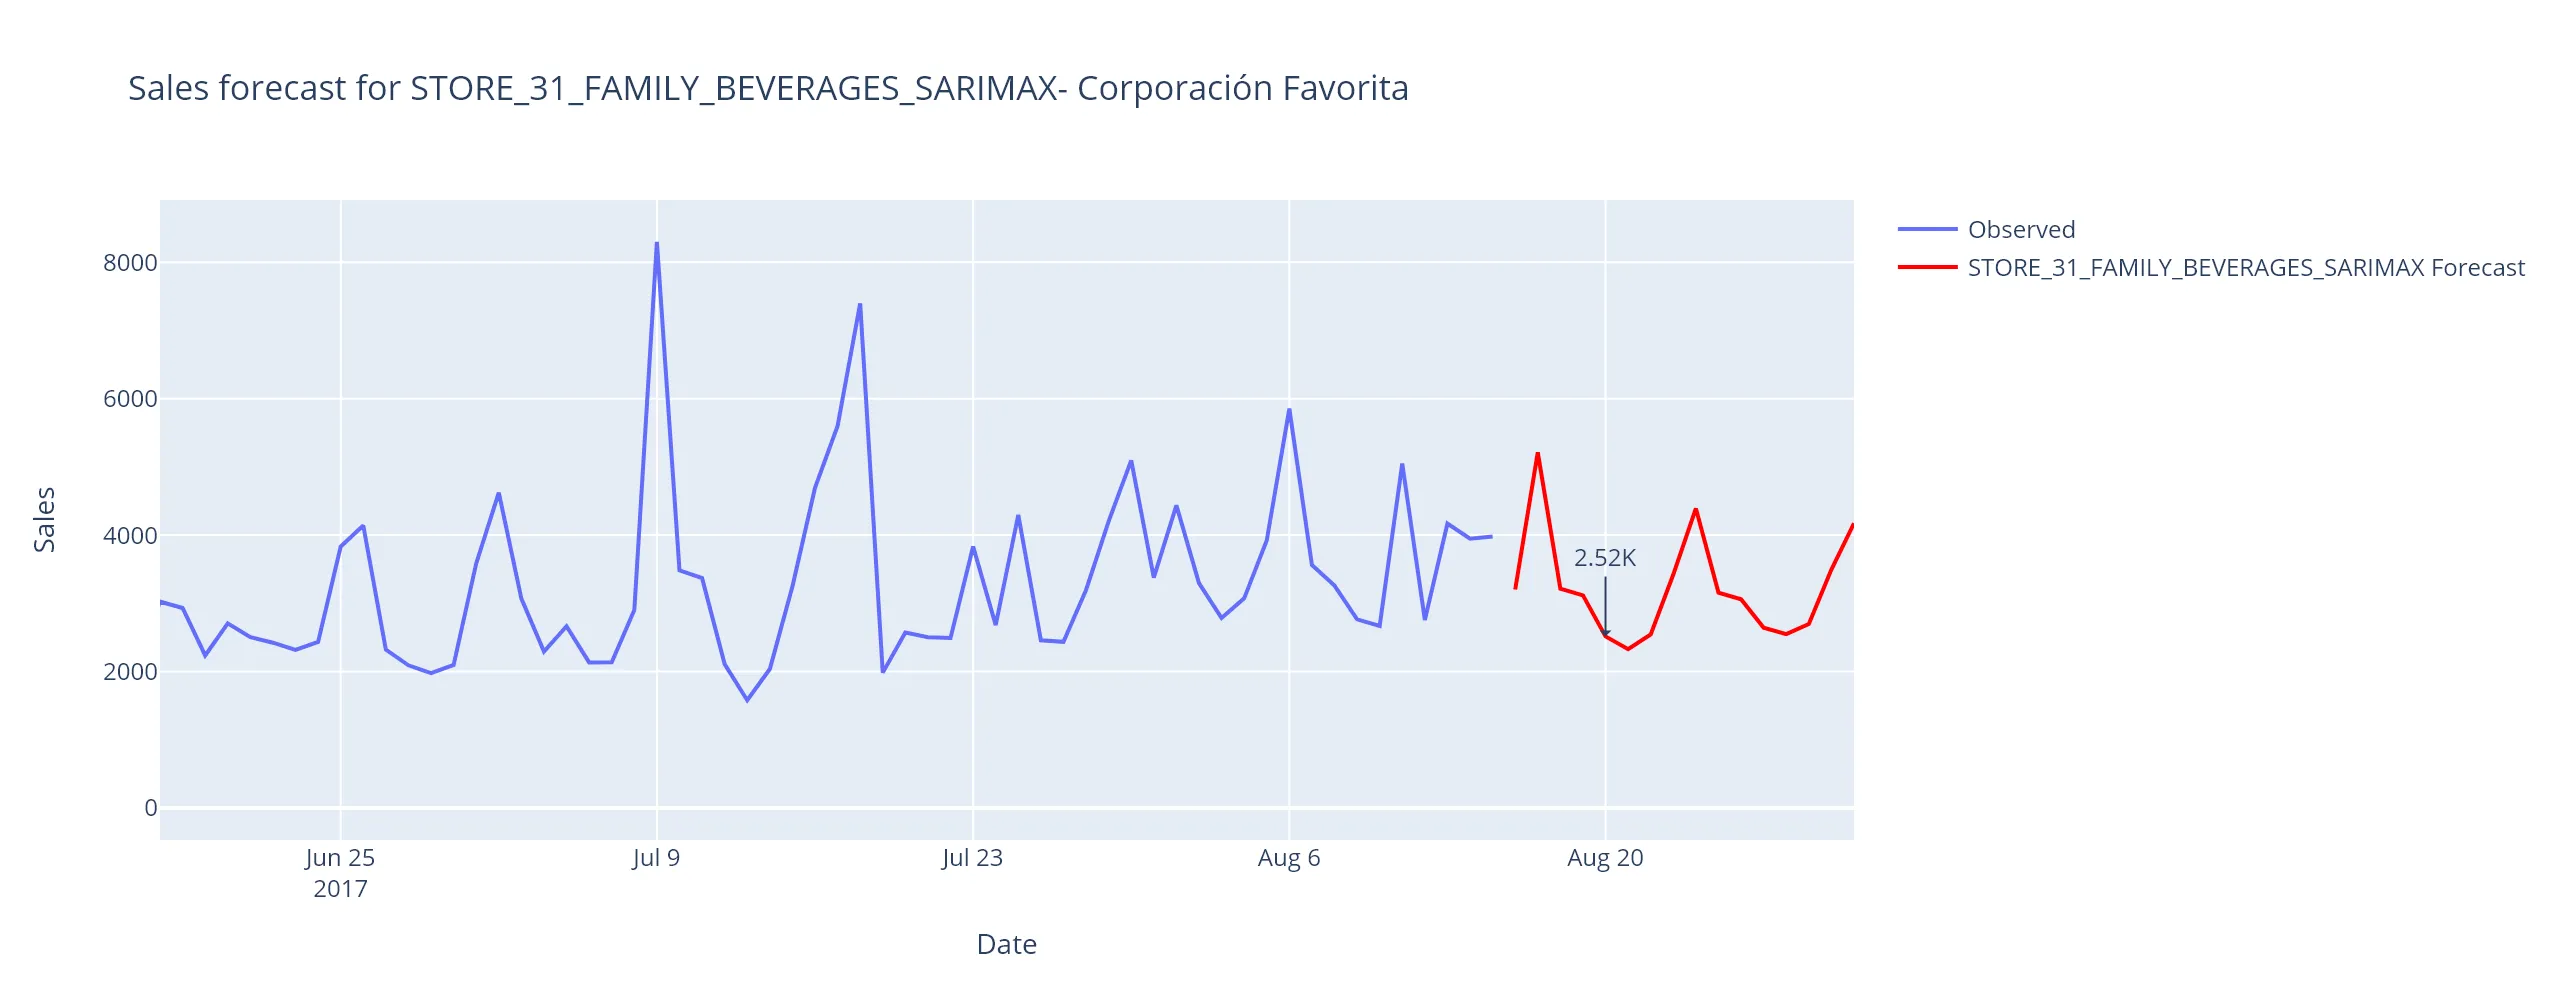 Sales forecast for STORE_31_FAMILY_BEVERAGES_SARIMAX- Corporación Favorita
Observed
STORE_31_FAMILY_BEVERAGES_SARIMAX Forecast
8000
6000
4000
2000
0
Sales
2.52K
Jun 25
2017
Jul 9
Jul 23
Aug 6
Aug 20
Date